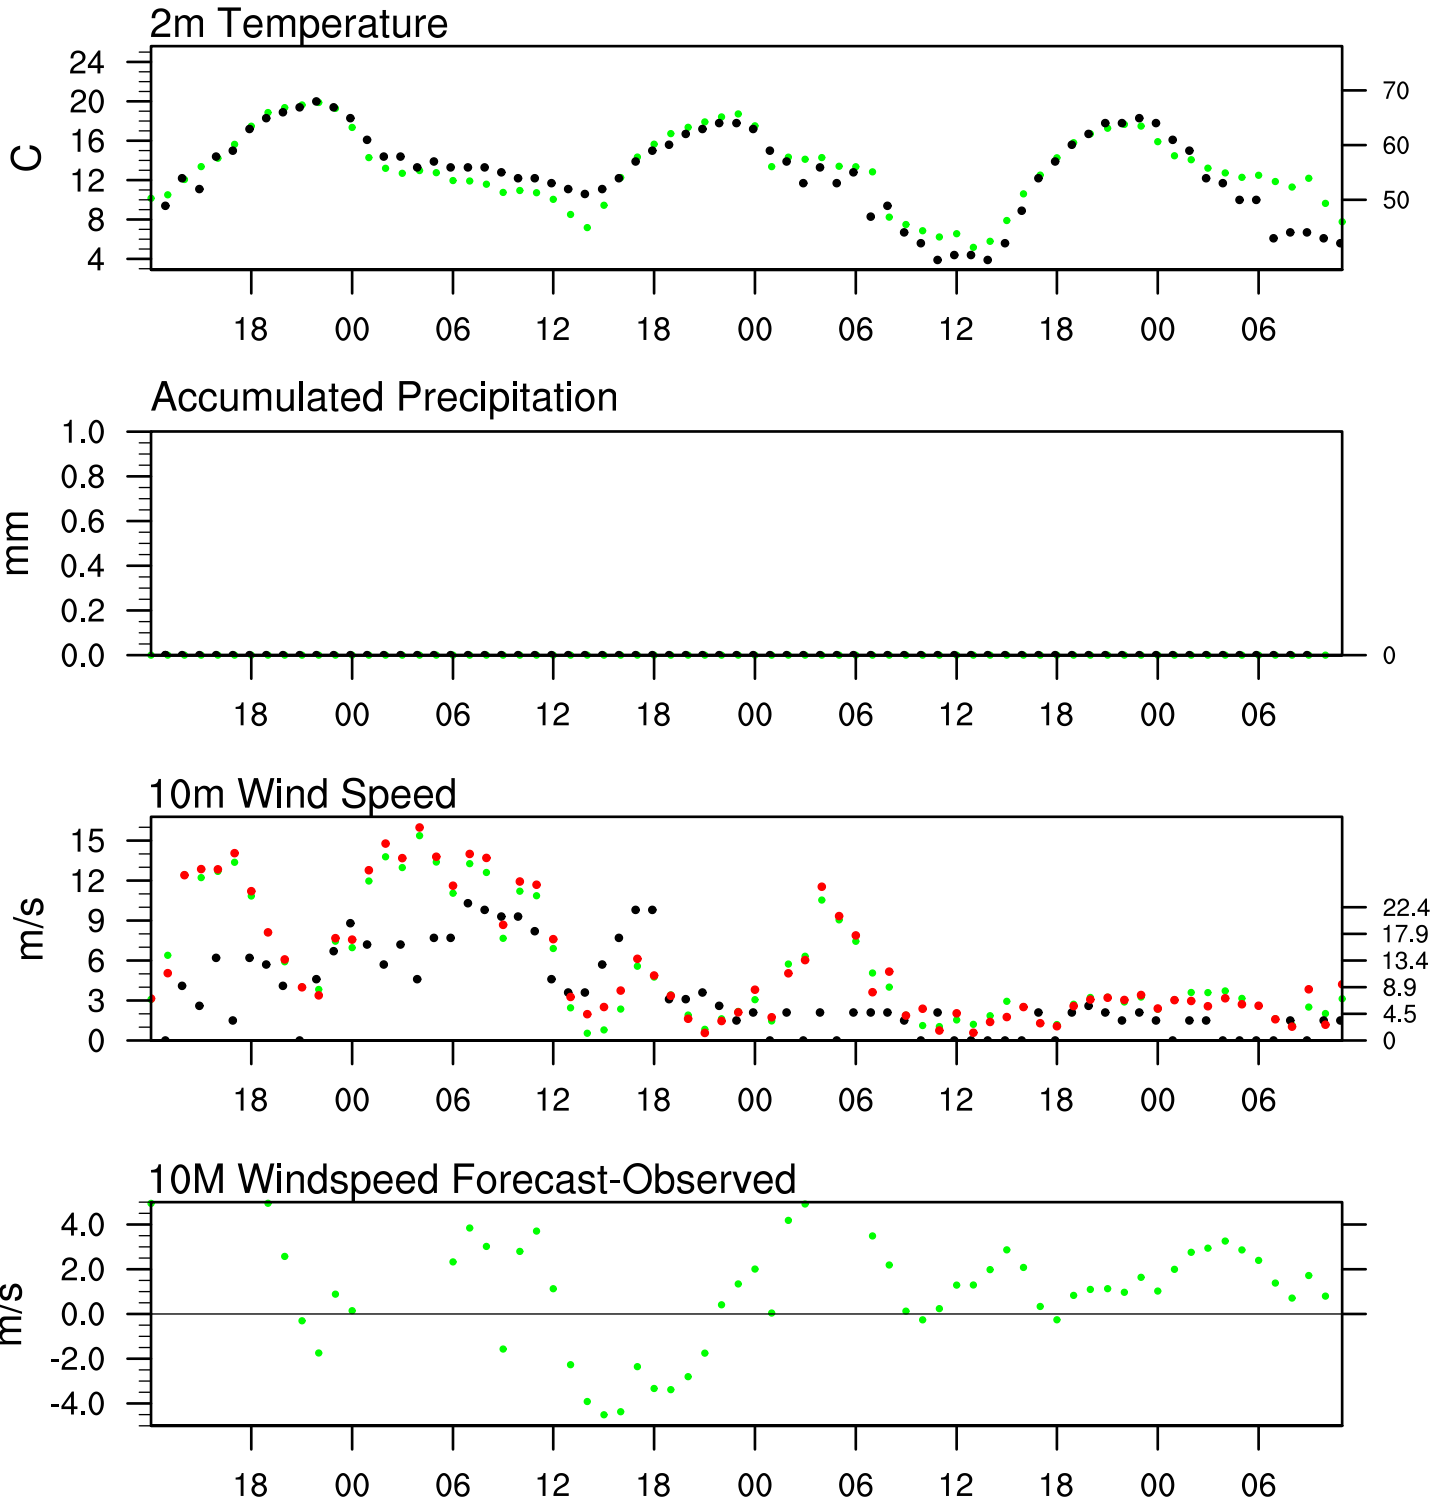 2m Temperature
24
20
16
12
8
4
C
70
60
50
18 00 06 12 18 00 06 12 18 00 06
Accumulated Precipitation
1.0
0.8
0.6
0.4
0.2
0.0
mm
0
18 00 06 12 18 00 06 12 18 00 06
10m Wind Speed
15
12
9
6
3
0
m/s
22.4
17.9
13.4
8.9
4.5
0
18 00 06 12 18 00 06 12 18 00 06
10M Windspeed Forecast-Observed
4.0
2.0
0.0
-2.0
-4.0
m/s
18 00 06 12 18 00 06 12 18 00 06